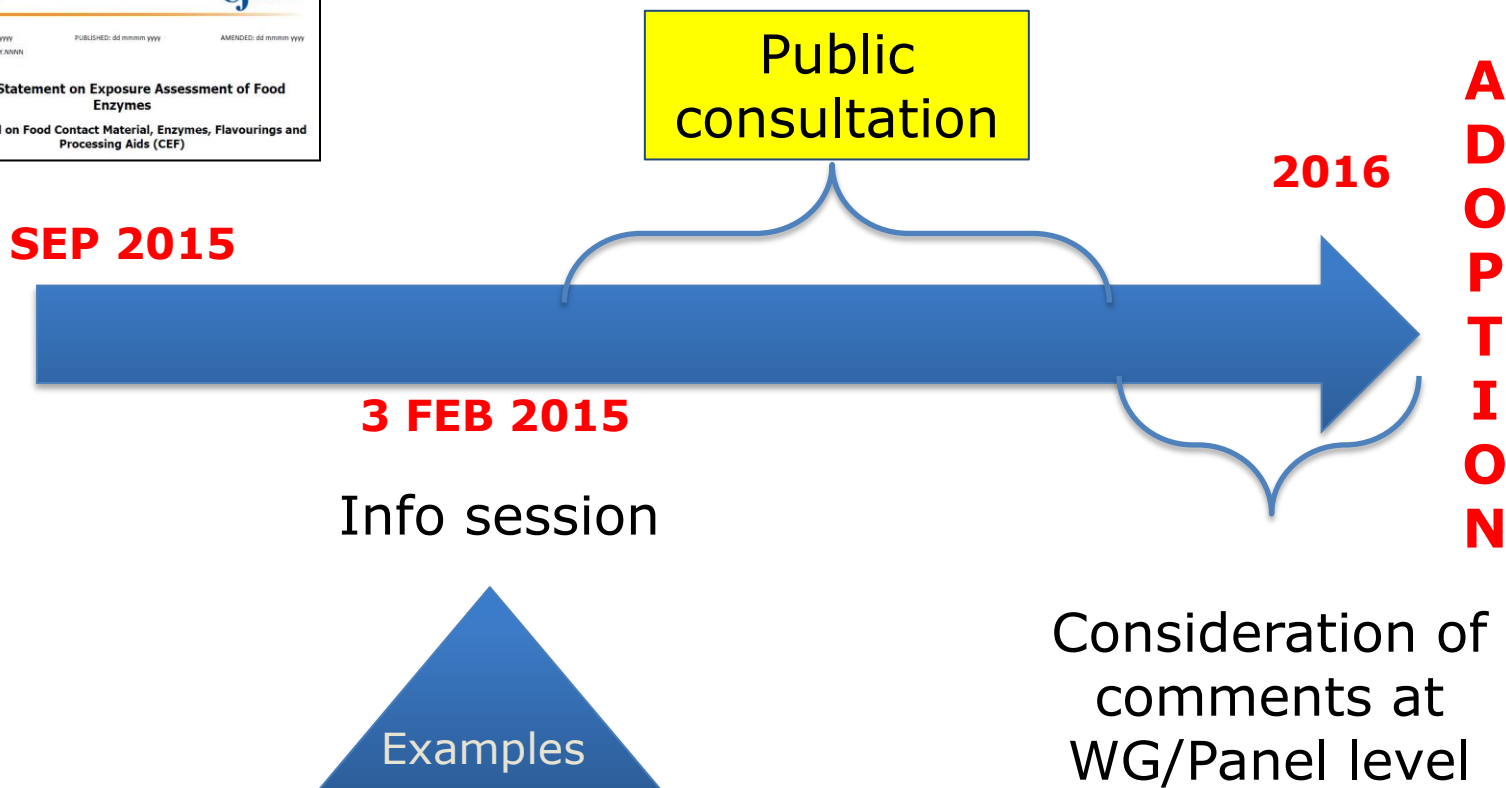 yyyy PUBLISHED: dd mmmm yyyy AMENDED: dd mmmm yyyy
Y.NNNN
Statement on Exposure Assessment of Food
Enzymes
on Food Contact Material, Enzymes, Flavourings and
Processing Aids (CEF)
Public
consultation
2016
SEP 2015
3 FEB 2015
Info session
Examples
Consideration of
comments at
WG/Panel level
A
D
O
P
T
I
O
N